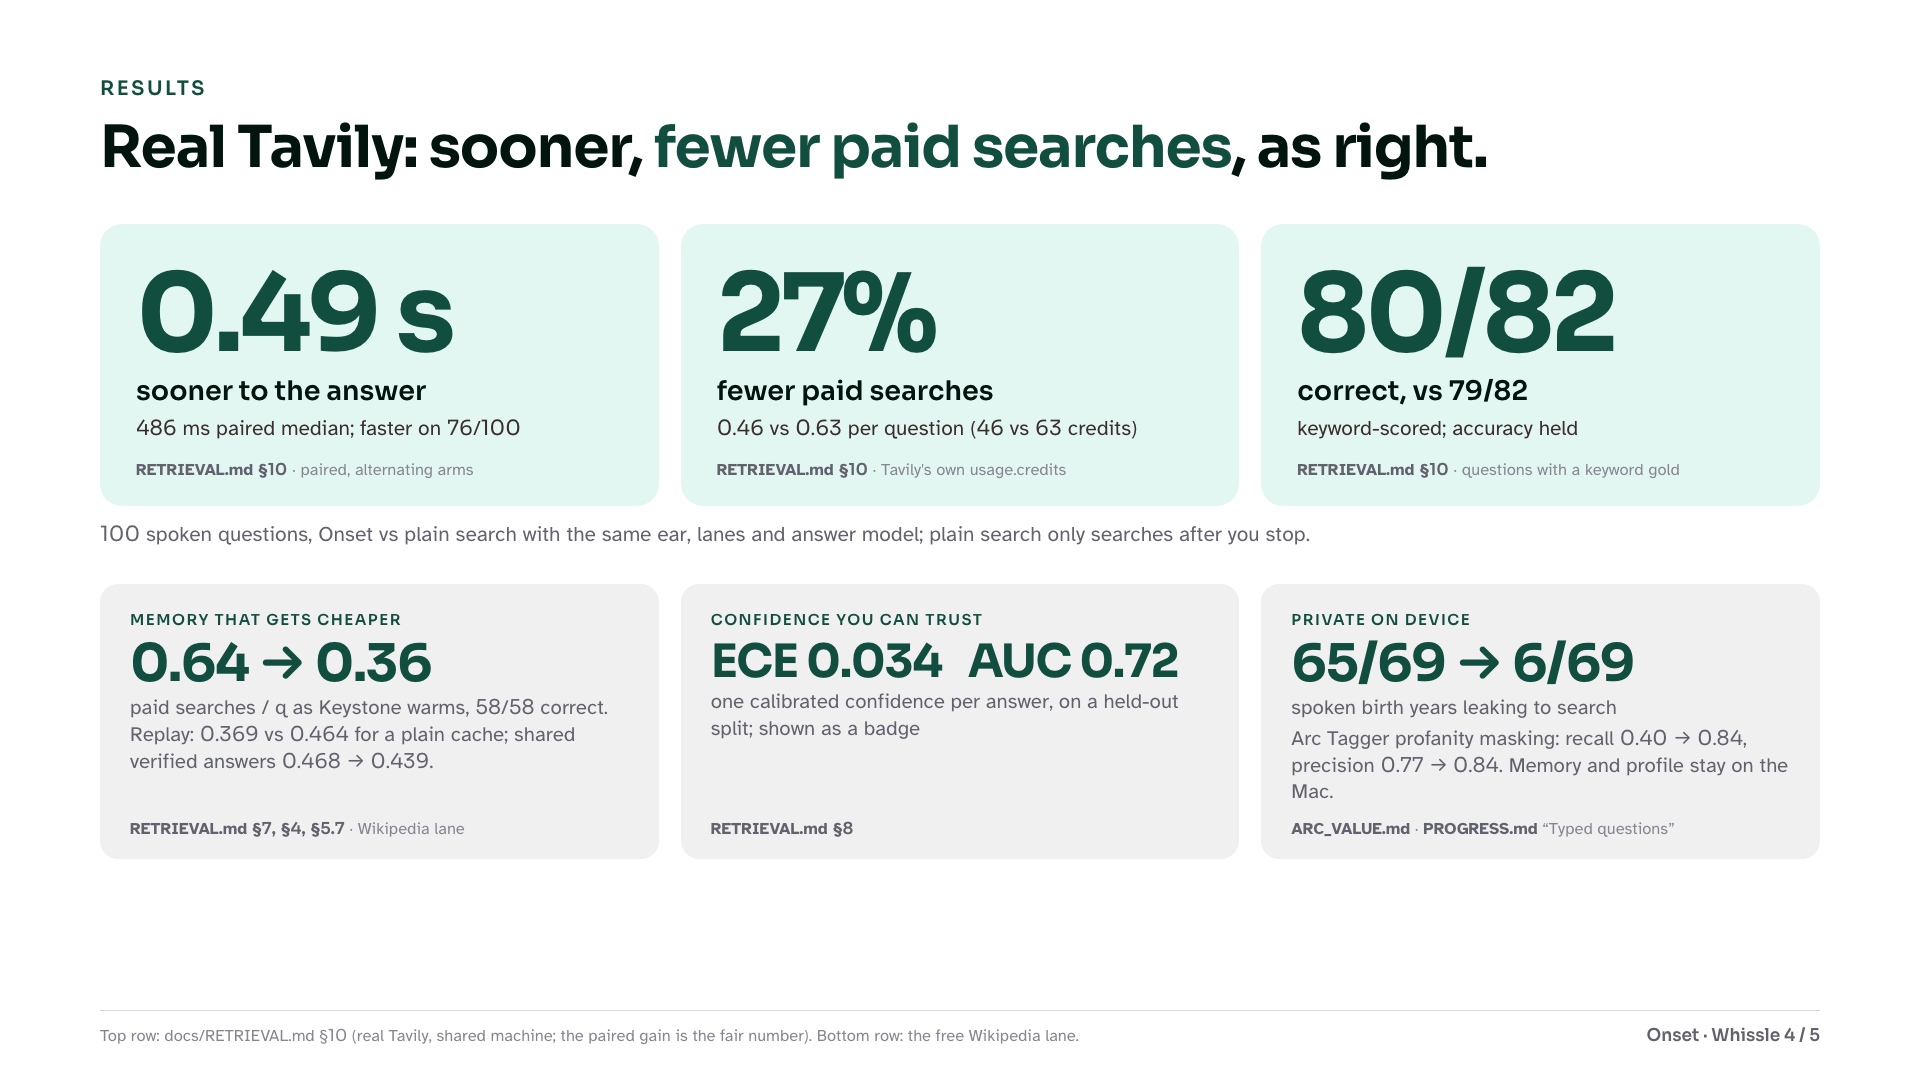 RESULTS
Real Tavily: sooner, fewer paid searches, as right.
0.49 s
sooner to the answer
486 ms paired median; faster on 76/100
RETRIEVAL.md §10 · paired, alternating arms
27%
fewer paid searches
0.46 vs 0.63 per question (46 vs 63 credits)
RETRIEVAL.md §10 · Tavily's own usage.credits
80/82
correct, vs 79/82
keyword-scored; accuracy held
RETRIEVAL.md §10 · questions with a keyword gold
100 spoken questions, Onset vs plain search with the same ear, lanes and answer model; plain search only searches after you stop.
MEMORY THAT GETS CHEAPER
0.64 → 0.36
paid searches / q as Keystone warms, 58/58 correct.
Replay: 0.369 vs 0.464 for a plain cache; shared
verified answers 0.468 → 0.439.
RETRIEVAL.md §7, §4, §5.7 · Wikipedia lane
CONFIDENCE YOU CAN TRUST
ECE 0.034 AUC 0.72
one calibrated confidence per answer, on a held-out
split; shown as a badge
RETRIEVAL.md §8
PRIVATE ON DEVICE
65/69 → 6/69
spoken birth years leaking to search
Arc Tagger profanity masking: recall 0.40 → 0.84,
precision 0.77 → 0.84. Memory and profile stay on the
Mac.
ARC_VALUE.md · PROGRESS.md “Typed questions”
Top row: docs/RETRIEVAL.md §10 (real Tavily, shared machine; the paired gain is the fair number). Bottom row: the free Wikipedia lane.
Onset · Whissle 4 / 5